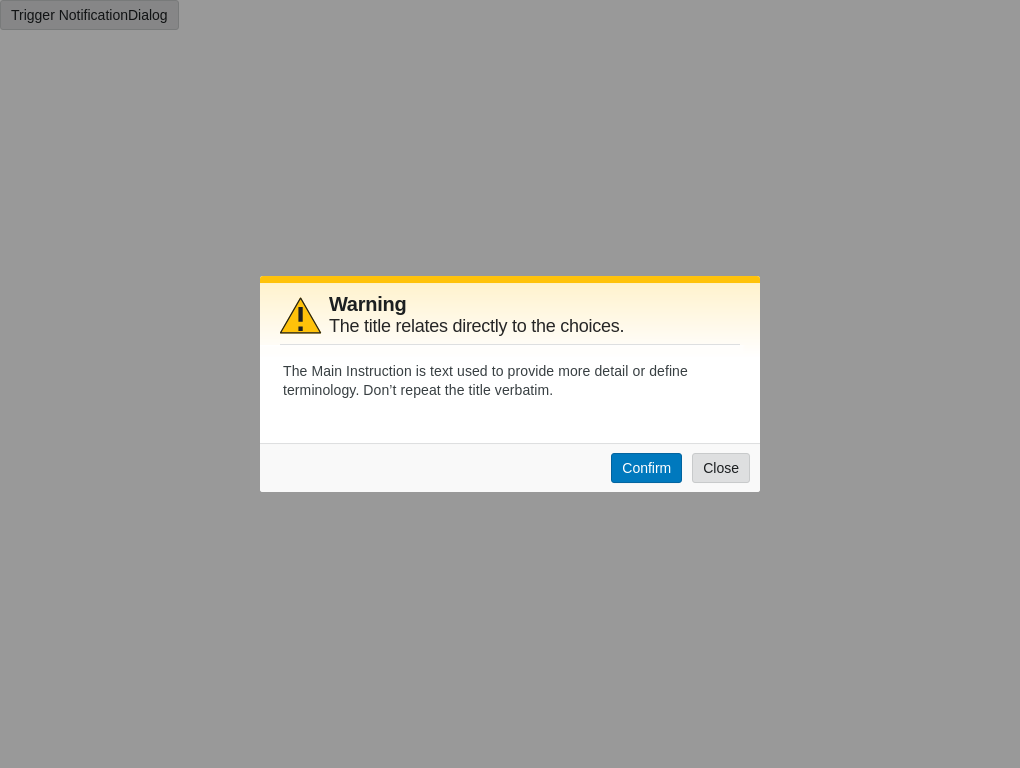 Trigger NotificationDialog
Warning
The title relates directly to the choices.
The Main Instruction is text used to provide more detail or define
terminology. Don’t repeat the title verbatim.
Confirm
Close